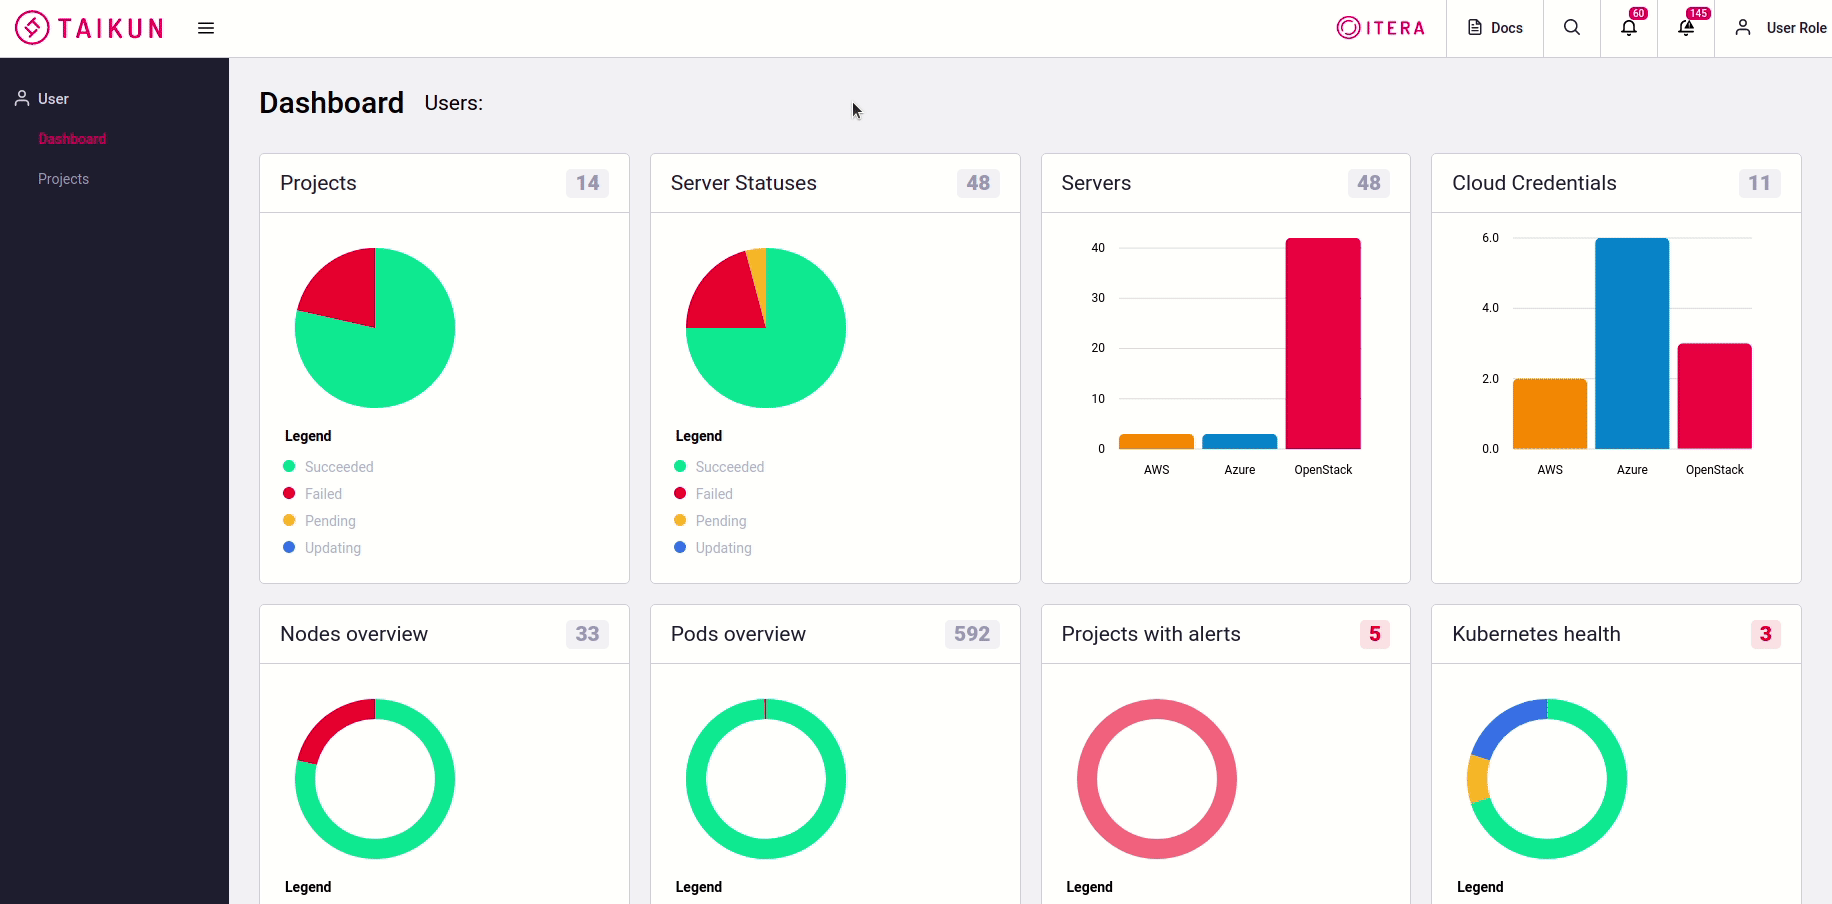 TAIKUN
ITERA
Docs
60
145
User Role
User
Dashboard
Projects
Dashboard Users:
Projects 14
Legend
Succeeded
Failed
Pending
Updating
Server Statuses 48
Legend
Succeeded
Failed
Pending
Updating
Servers 48
40
30
20
10
0
AWS Azure OpenStack
Cloud Credentials 11
6.0
4.0
2.0
0.0
AWS Azure OpenStack
Nodes overview 33
Legend
Pods overview 592
Legend
Projects with alerts 5
Legend
Kubernetes health 3
Legend